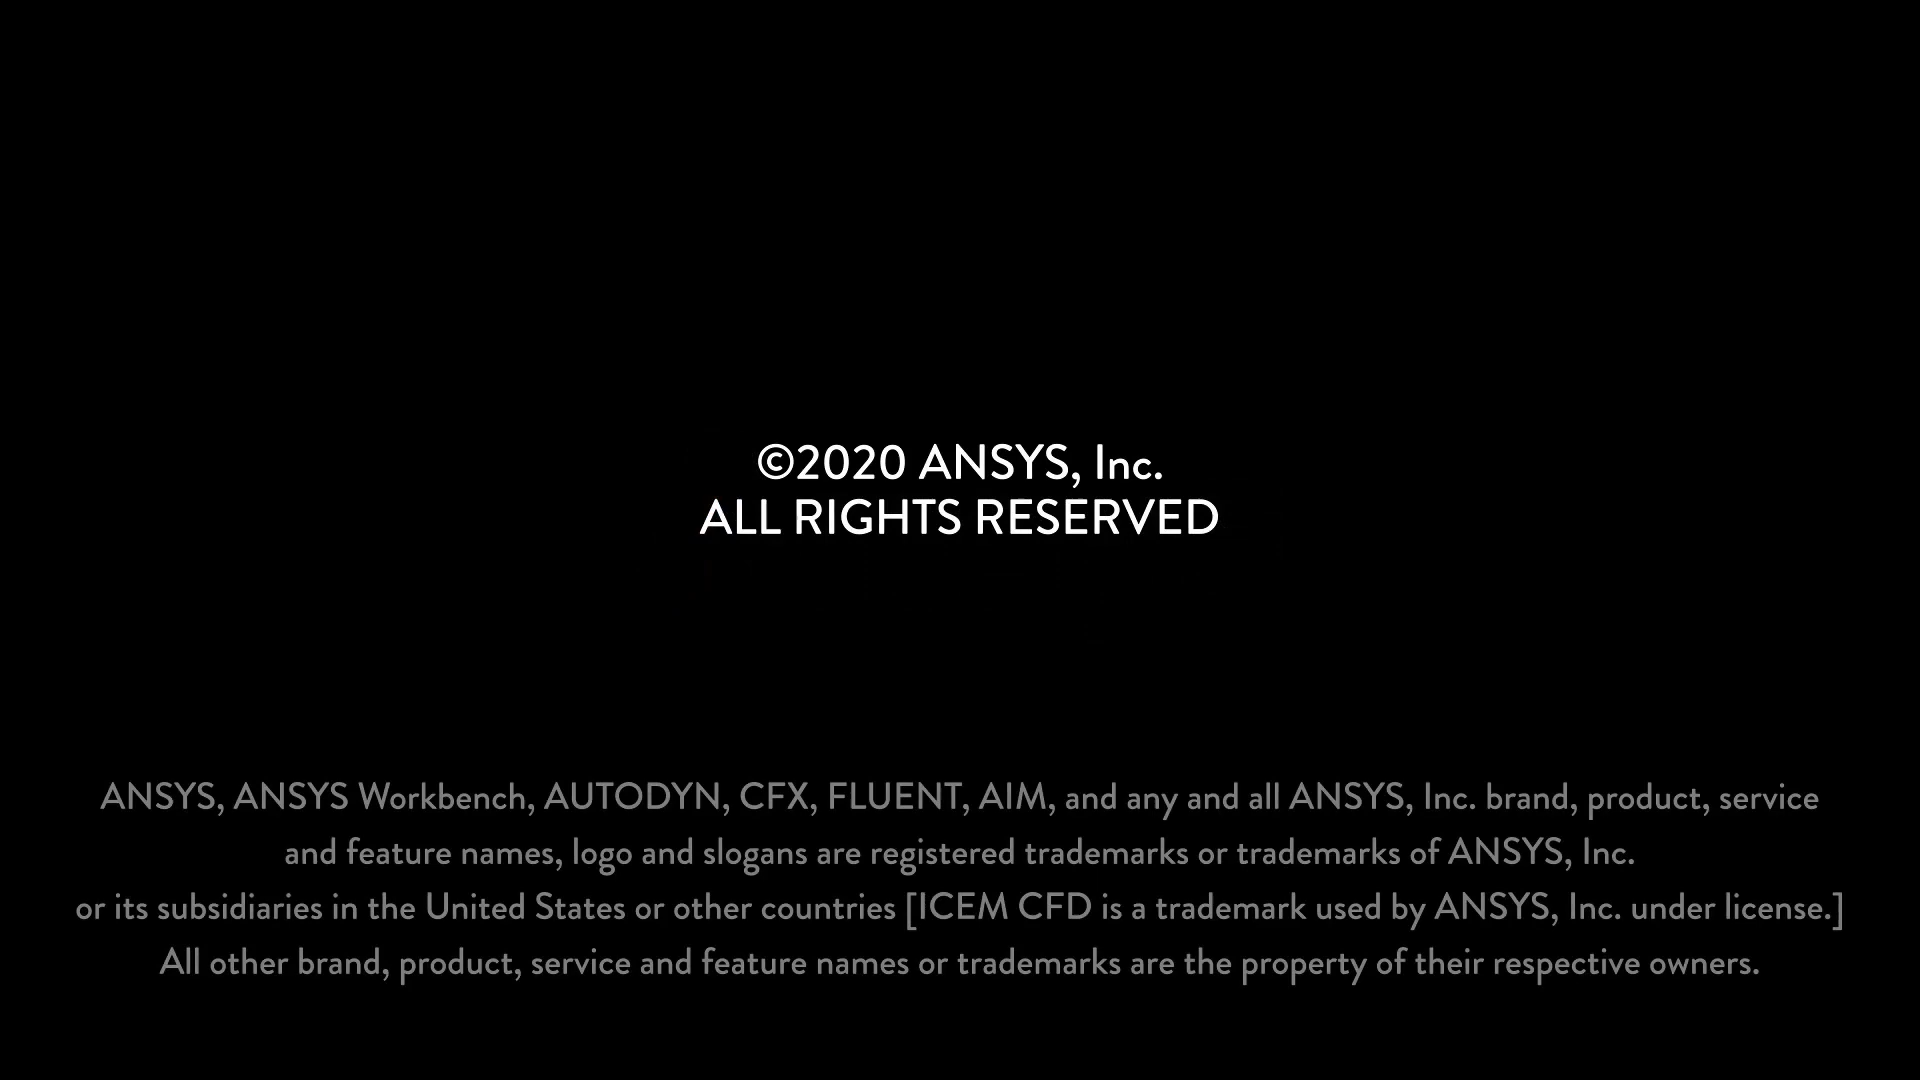 ©2020 ANSYS, Inc.
ALL RIGHTS RESERVED
ANSYS, ANSYS Workbench, AUTODYN, CFX, FLUENT, AIM, and any and all ANSYS, Inc. brand, product, service
and feature names, logo and slogans are registered trademarks or trademarks of ANSYS, Inc.
or its subsidiaries in the United States or other countries [ICEM CFD is a trademark used by ANSYS, Inc. under license.]
All other brand, product, service and feature names or trademarks are the property of their respective owners.